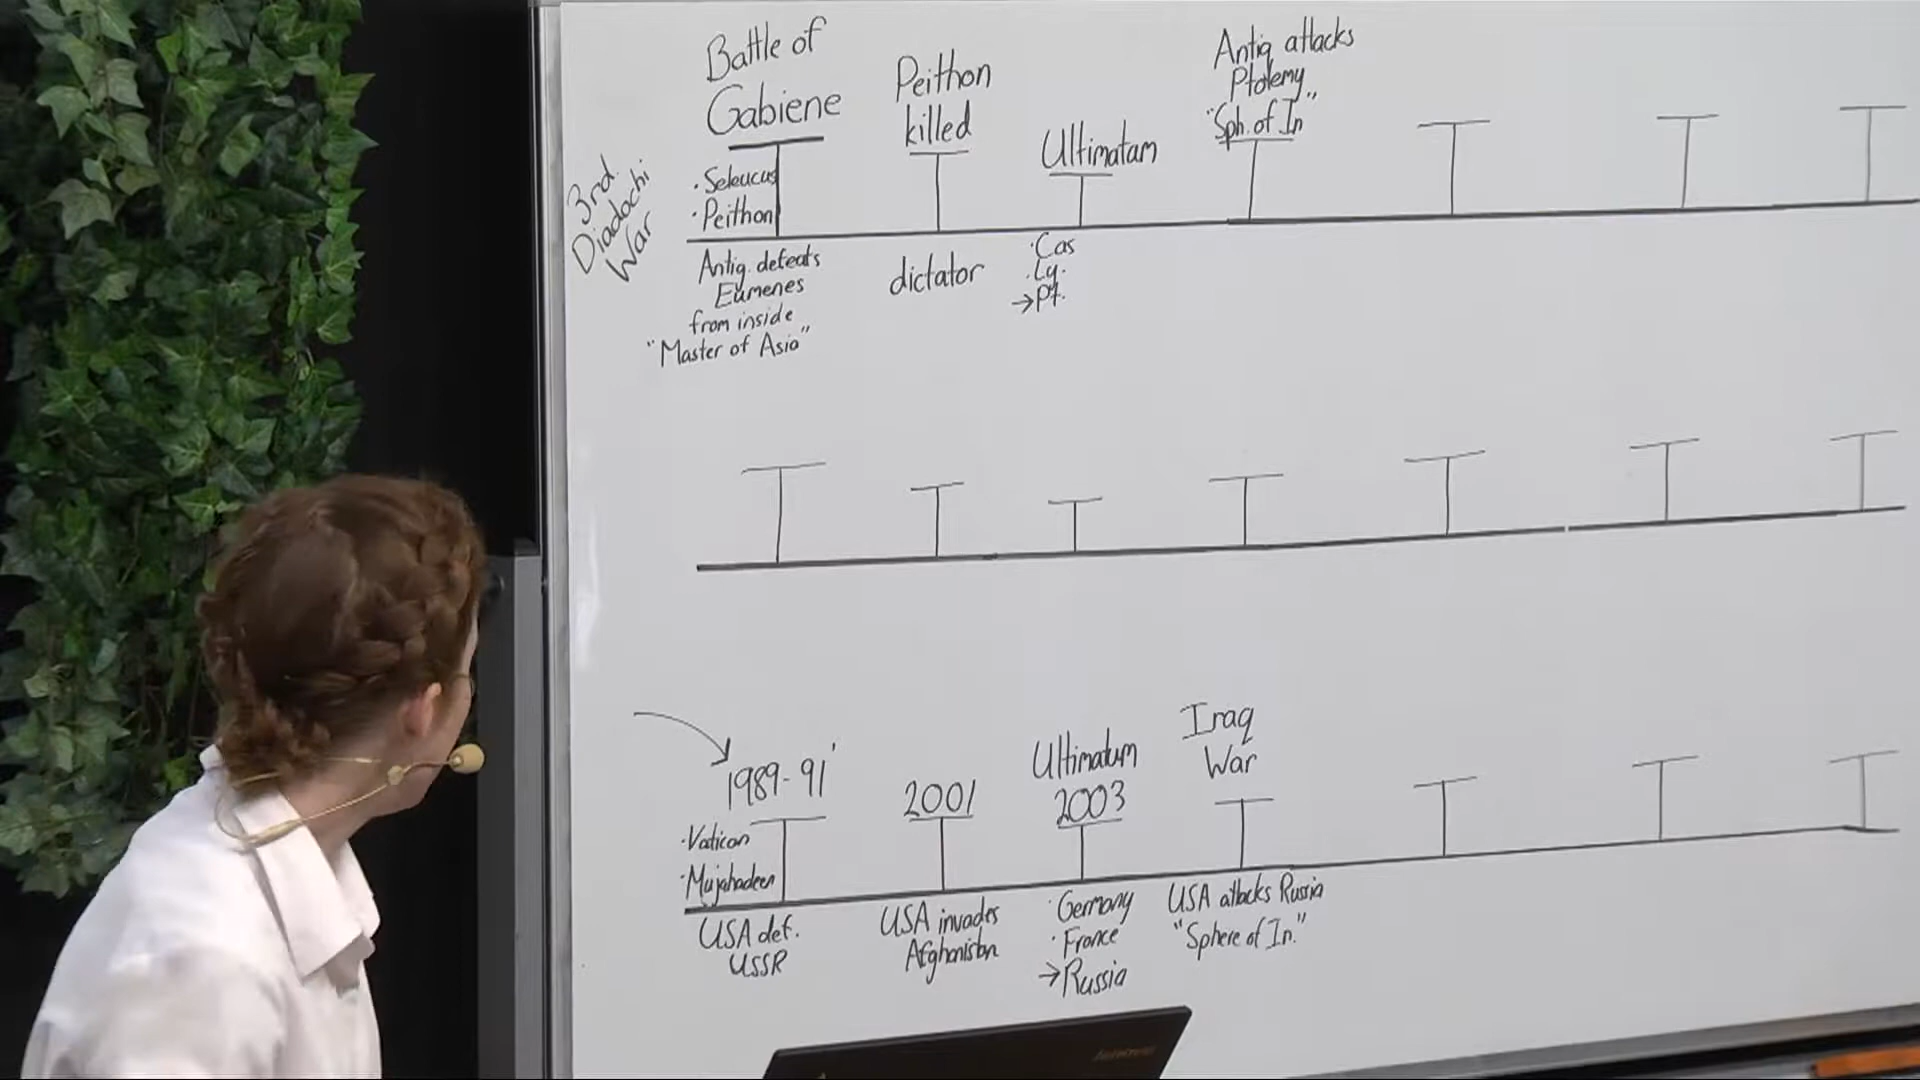 3rd.
Diadochi
War
Battle of
Gabiene
• Seleucus
• Peithon
Antig. defeats
Eumenes
from inside
"Master of Asia"
Peithon
killed
dictator
Ultimatam
• Cas
• Ly.
→ Pt.
Antig attacks
Ptolemy
"Sph. of In"
1989-91'
• Vatican
• Mujahadeen
USA def.
USSR
2001
USA invades
Afghanistan
Ultimatum
2003
• Germany
• France
→ Russia
Iraq
War
USA attacks Russia
"Sphere of In."